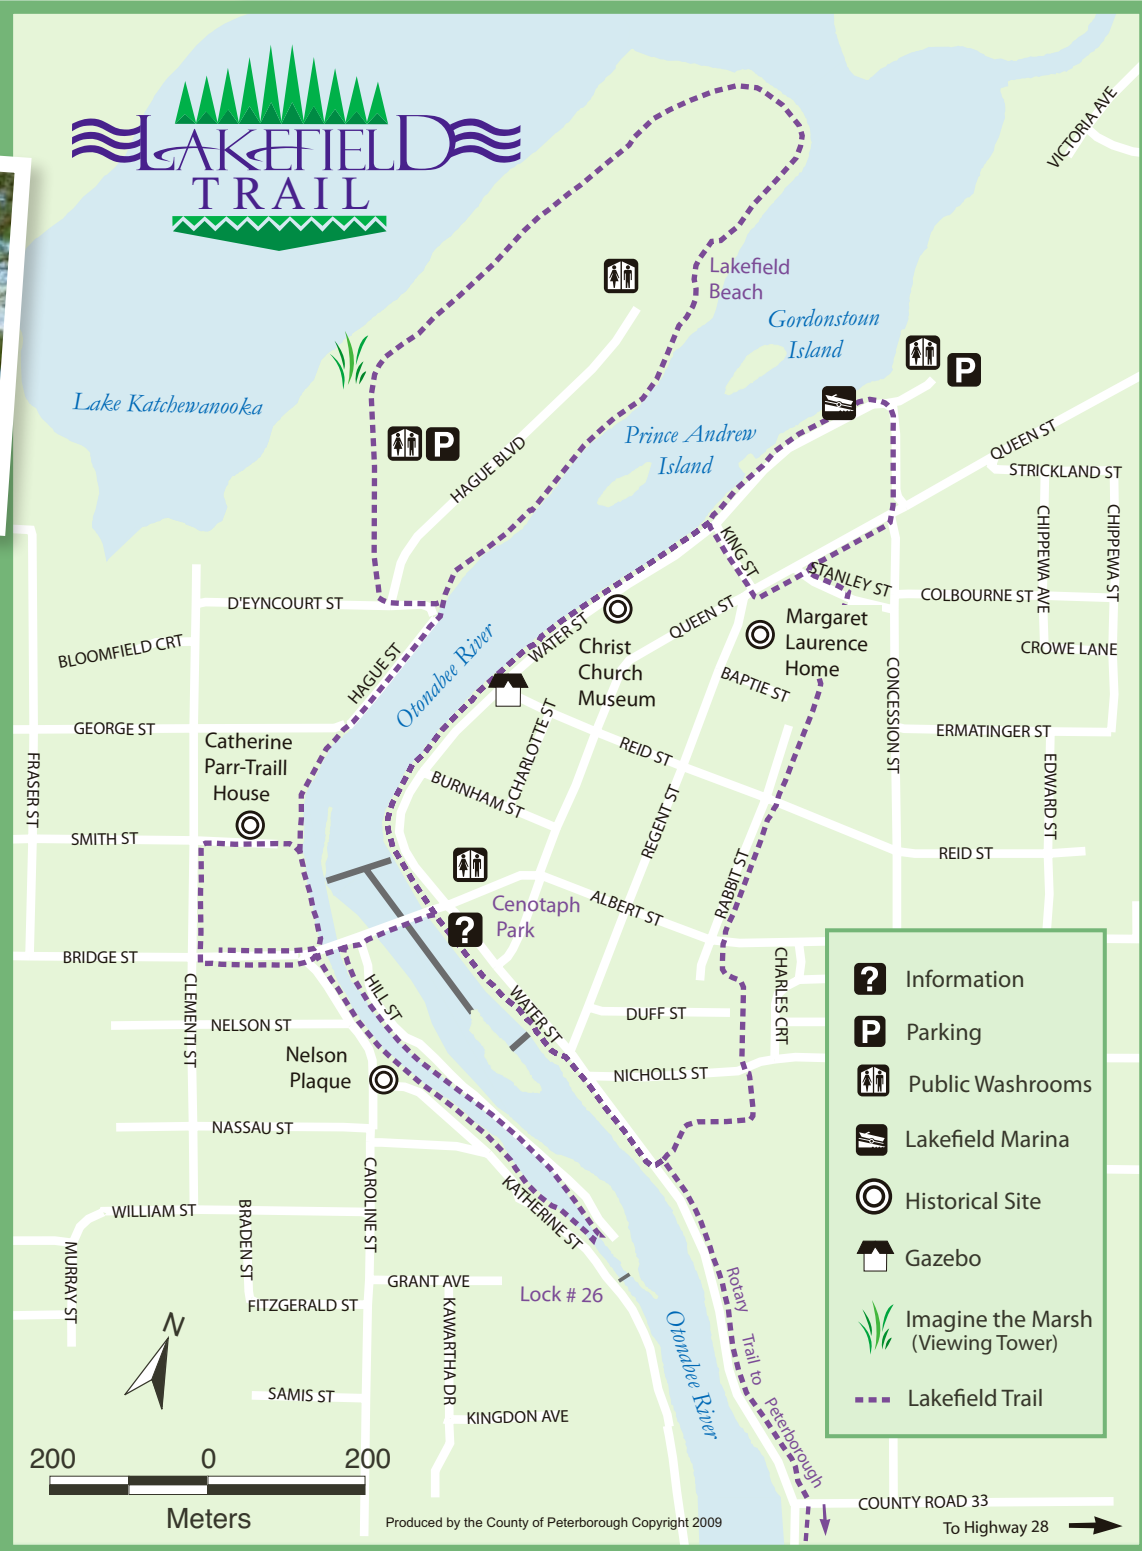 LAKEFIELD
TRAIL
VICTORIA AVE
Lakefield
Beach
Gordonstoun
Island
Lake Katchewanooka
P
P
Prince Andrew
Island
HAGUE BLVD
QUEEN ST
STRICKLAND ST
CHIPPEWA AVE
CHIPPEWA ST
KING ST
STANLEY ST
COLBOURNE ST
D'EYNCOURT ST
QUEEN ST
WATER ST
Margaret
Laurence
Home
Christ
Church
Museum
BLOOMFIELD CRT
HAGUE ST
Otonabee River
CROWE LANE
BAPTIE ST
CONCESSION ST
GEORGE ST
ERMATINGER ST
Catherine
Parr-Traill
House
CHARLOTTE ST
REID ST
FRASER ST
BURNHAM ST
EDWARD ST
REGENT ST
SMITH ST
REID ST
RABBIT ST
Cenotaph
Park
?
ALBERT ST
BRIDGE ST
CLEMENTI ST
HILL ST
WATER ST
CHARLES CRT
NELSON ST
DUFF ST
Nelson
Plaque
NICHOLLS ST
NASSAU ST
CAROLINE ST
KATHERINE ST
WILLIAM ST
BRADEN ST
MURRAY ST
GRANT AVE
Lock # 26
FITZGERALD ST
KAWARTHA DR
Otonabee River
Rotary Trail to Peterborough
N
SAMIS ST
KINGDON AVE
? Information
P Parking
Public Washrooms
Lakefield Marina
Historical Site
Gazebo
Imagine the Marsh
(Viewing Tower)
Lakefield Trail
200 0 200
Meters
Produced by the County of Peterborough Copyright 2009
COUNTY ROAD 33
To Highway 28